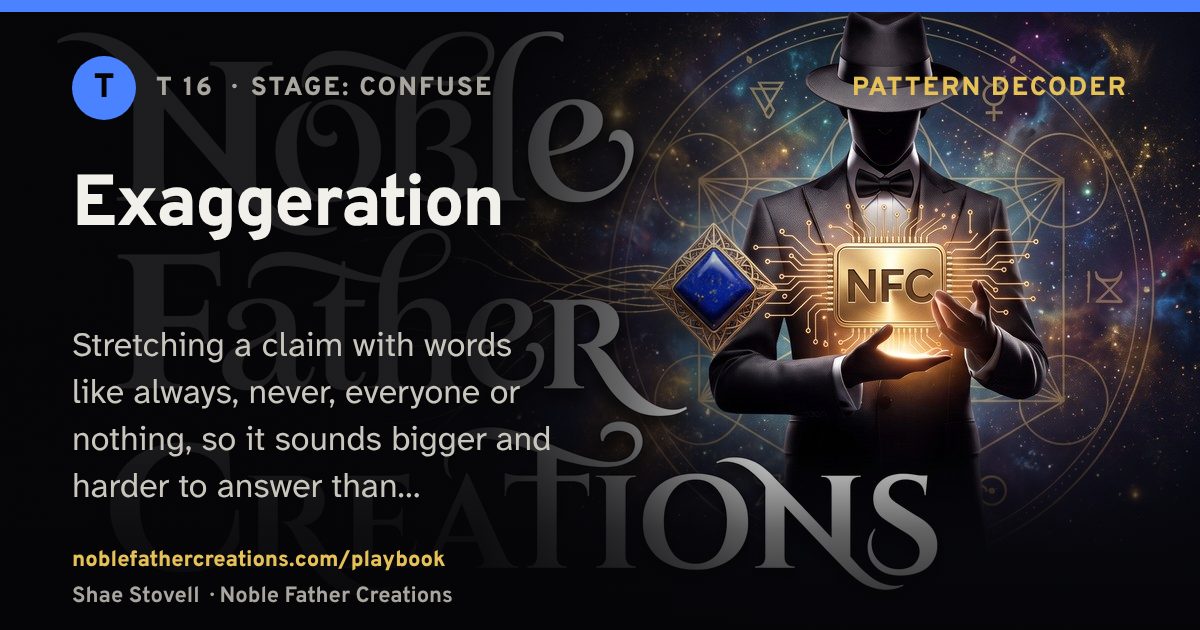 T
T 16 · STAGE: CONFUSE
PATTERN DECODER
Exaggeration
Stretching a claim with words
like always, never, everyone or
nothing, so it sounds bigger and
harder to answer than...
NFC
Noble
Father
Creations
noblefathercreations.com/playbook
Shae Stovell · Noble Father Creations